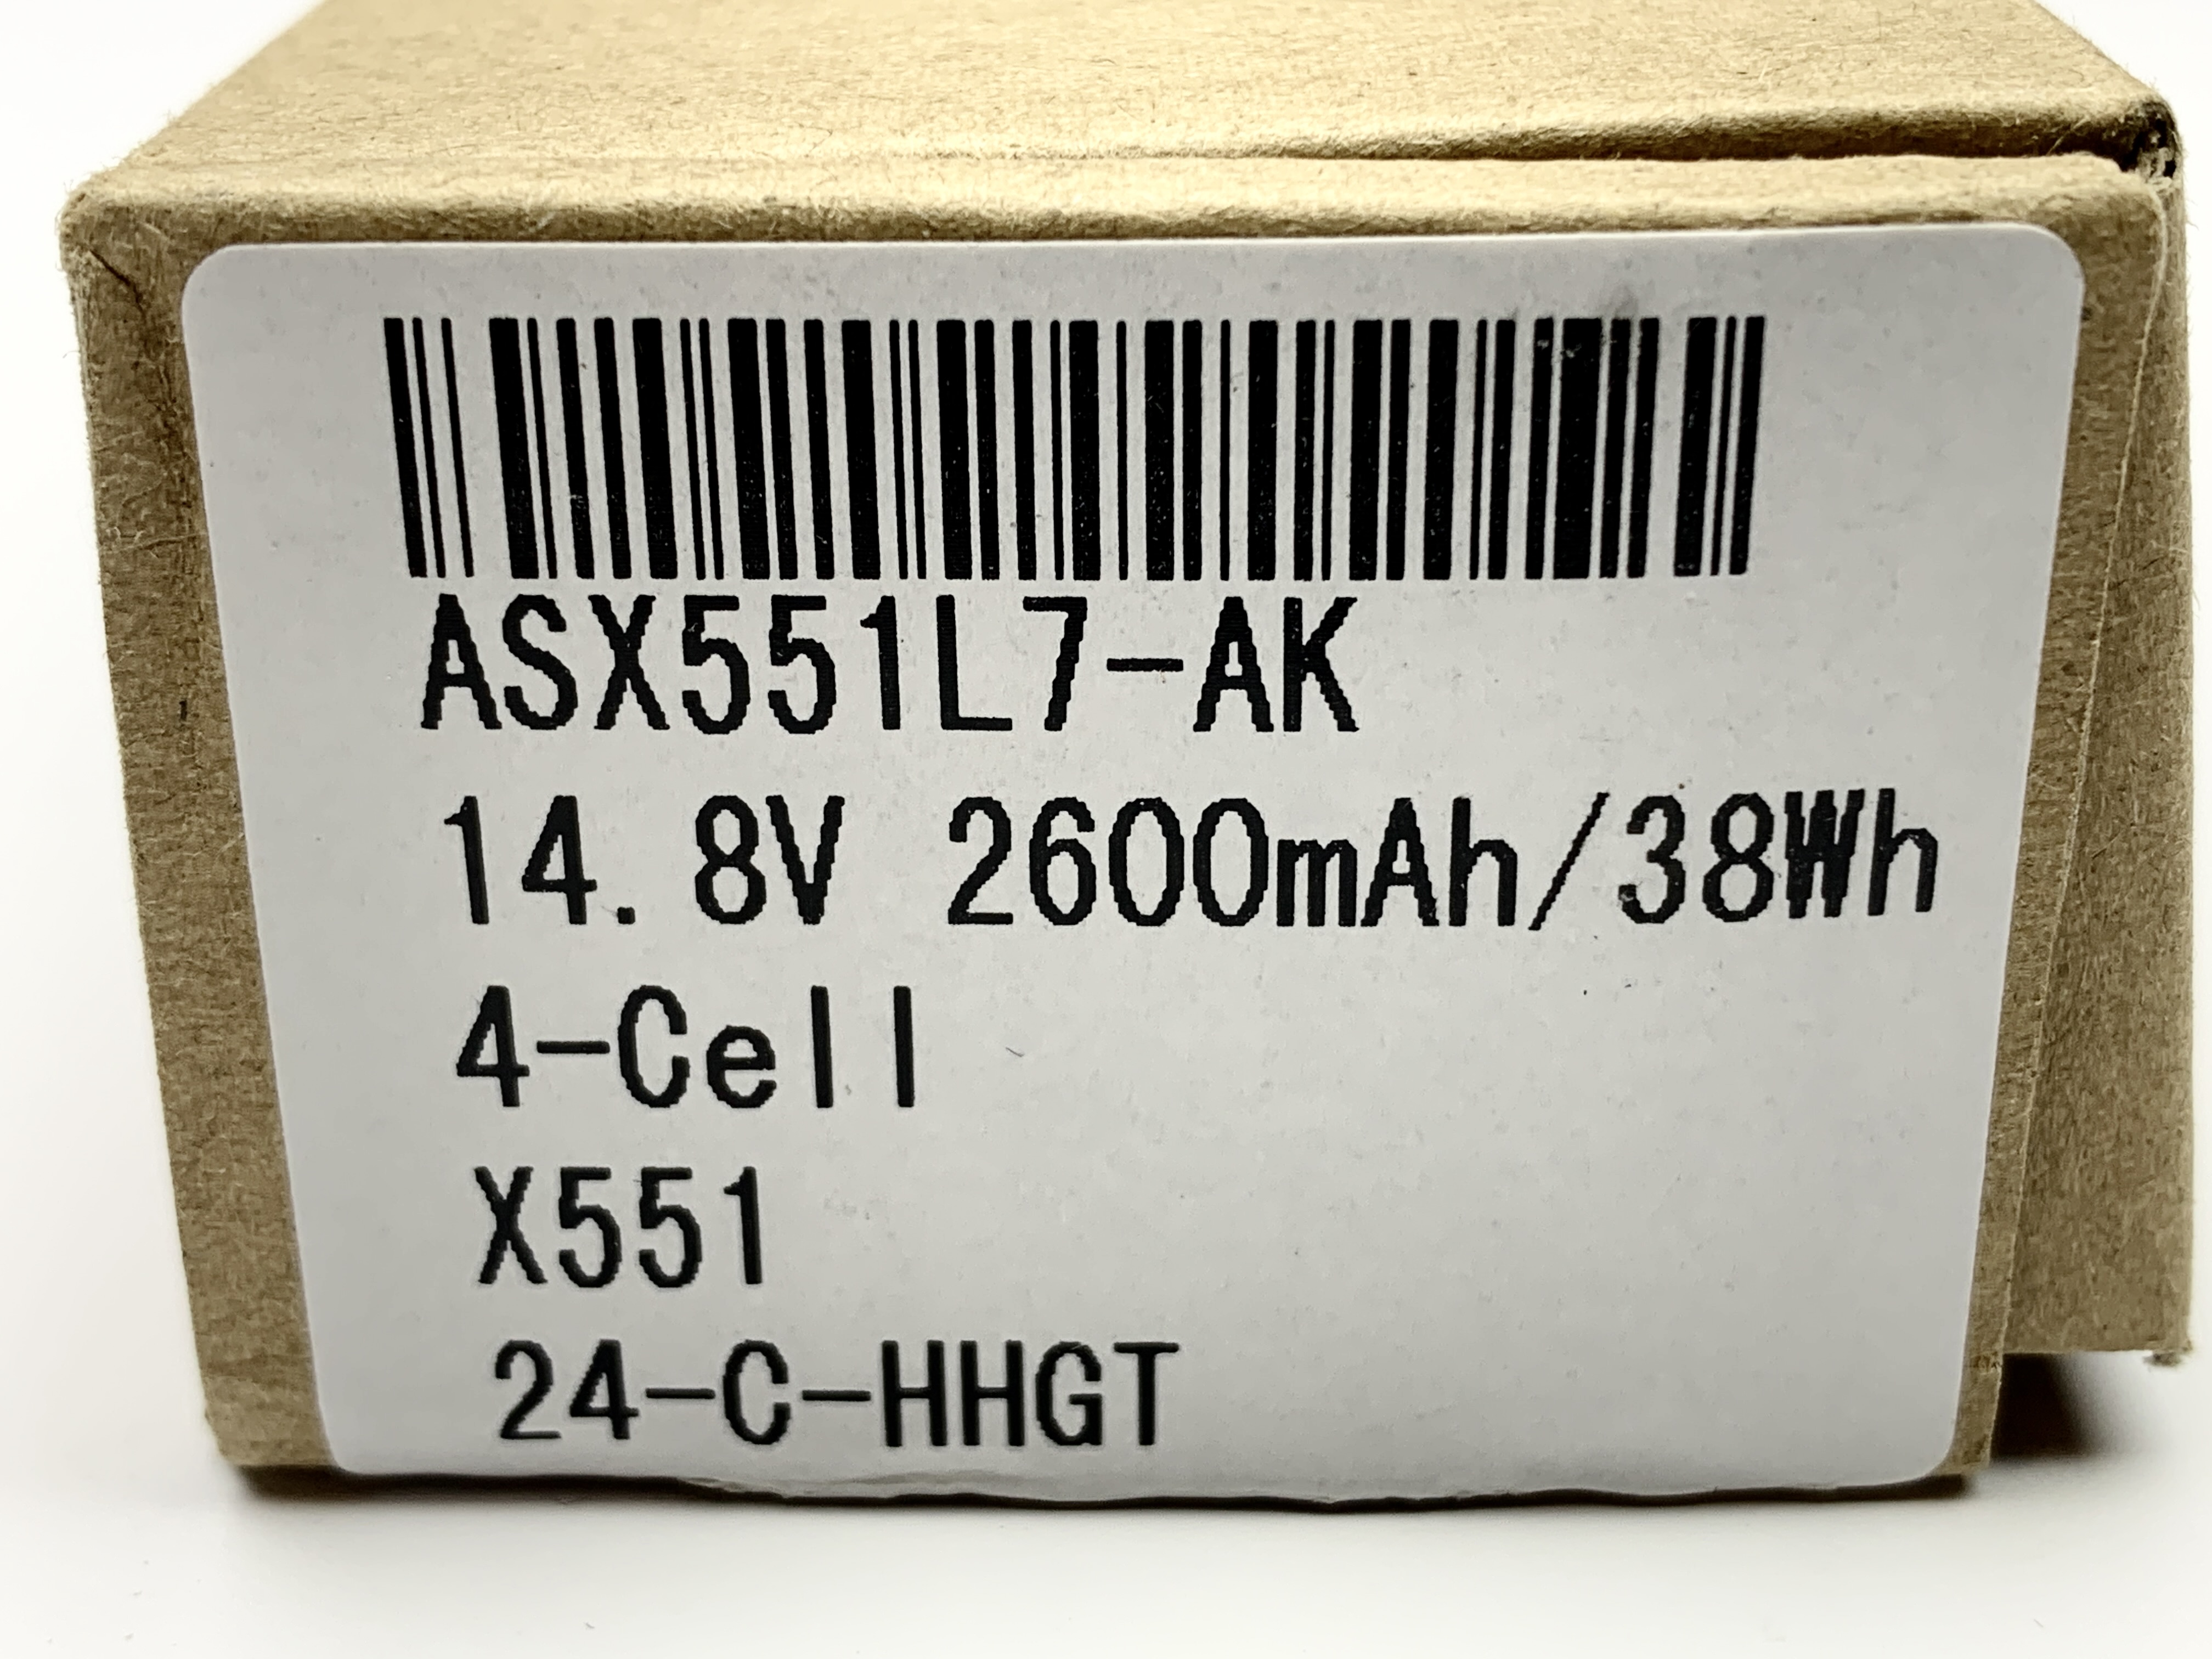 ASX551L7-AK
14.8V 2600mAh/38Wh
4-Cell
X551
24-C-HHGT